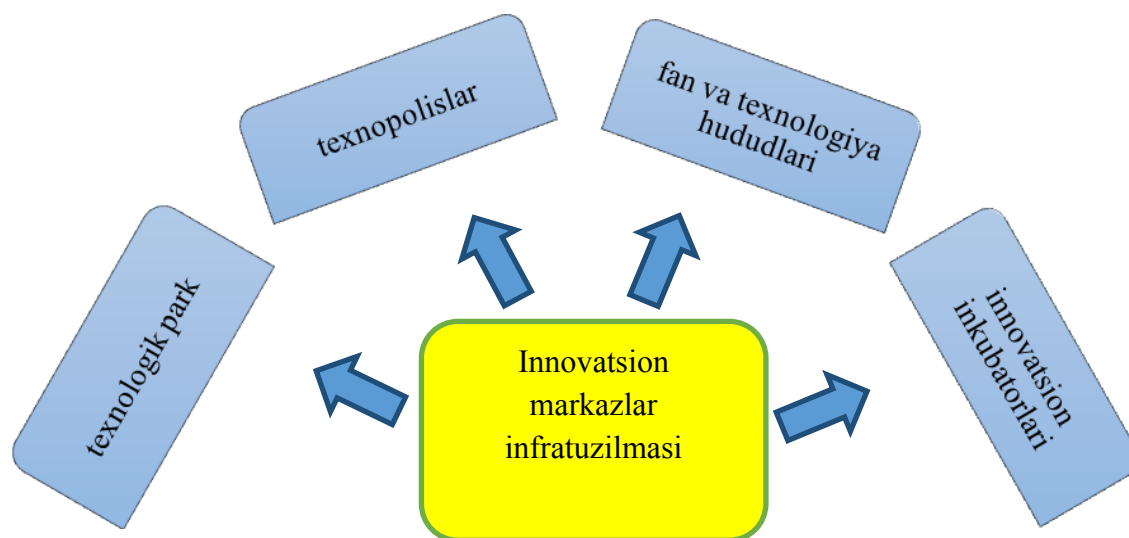 texnologik park
texnopolislar
fan va texnologiya
hududlari
innovatsion
inkubatorlari
Innovatsion
markazlar
infratuzilmasi